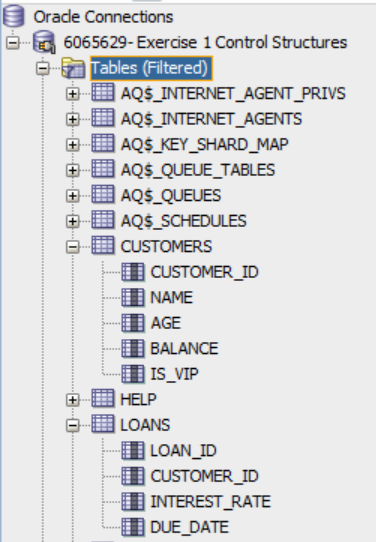 Oracle Connections
6065629- Exercise 1 Control Structures
Tables (Filtered)
AQ$_INTERNET_AGENT_PRIVS
AQ$_INTERNET_AGENTS
AQ$_KEY_SHARD_MAP
AQ$_QUEUE_TABLES
AQ$_QUEUES
AQ$_SCHEDULES
CUSTOMERS
CUSTOMER_ID
NAME
AGE
BALANCE
IS_VIP
HELP
LOANS
LOAN_ID
CUSTOMER_ID
INTEREST_RATE
DUE_DATE